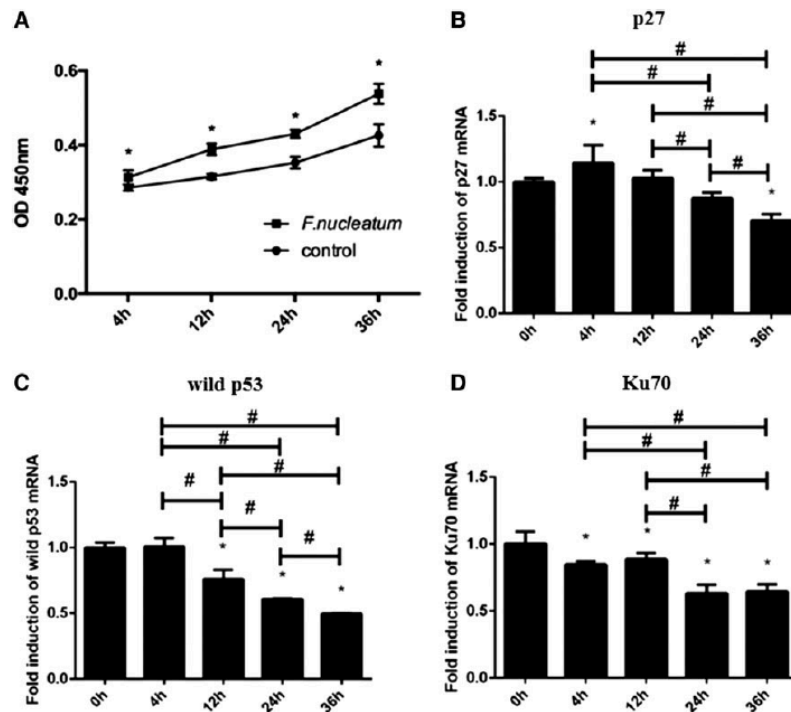 A
OD 450nm
0.6
0.4
0.2
0.0
* * * *
F.nucleatum
control
4h 12h 24h 36h
B
p27
Fold induction of p27 mRNA
1.5
1.0
0.5
0.0
#
#
#
#
#
* *
0h 4h 12h 24h 36h
C
wild p53
Fold induction of wild p53 mRNA
1.5
1.0
0.5
0.0
#
#
#
#
#
#
* * *
0h 4h 12h 24h 36h
D
Ku70
Fold induction of Ku70 mRNA
1.5
1.0
0.5
0.0
#
#
#
#
* * * *
0h 4h 12h 24h 36h